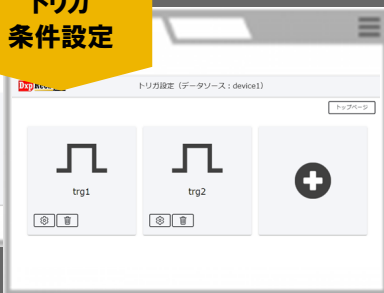 トリガ
条件設定
トリガ設定（データソース：device1）
トップページ
trg1
trg2